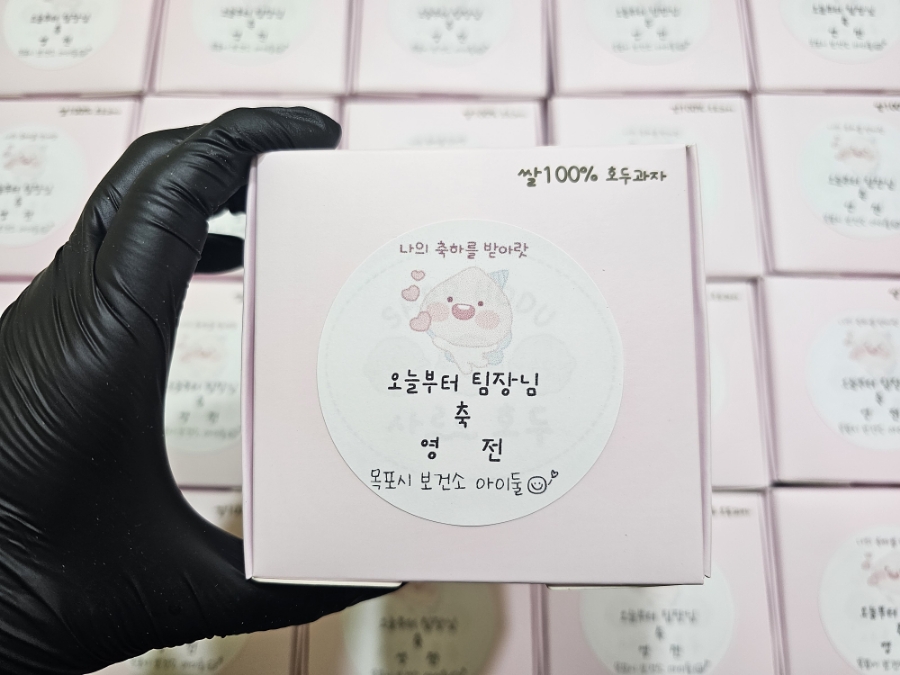 쌀100% 호두과자
나의 축하를 받아랏
오늘부터 팀장님
축
영 전
목포시 보건소 아이둘